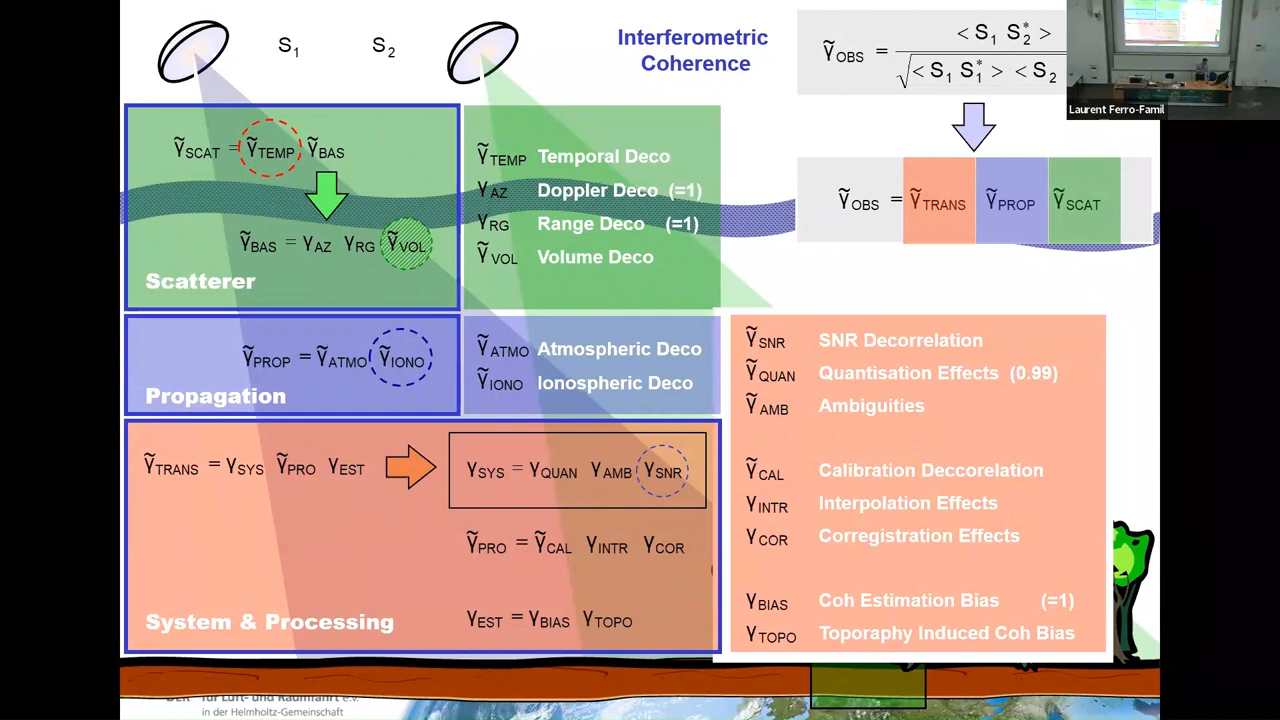 S1 S2
Interferometric
Coherence
γ̃OBS = < S1 S2* >
√< S1 S1* > < S2
Laurent Ferro-Famil
γ̃SCAT = γ̃TEMP γ̃BAS
γ̃BAS = γAZ γRG γ̃VOL
Scatterer
γ̃TEMP Temporal Deco
γAZ Doppler Deco (=1)
γRG Range Deco (=1)
γ̃VOL Volume Deco
γ̃OBS = γ̃TRANS γ̃PROP γ̃SCAT
γ̃PROP = γ̃ATMO γ̃IONO
Propagation
γ̃ATMO Atmospheric Deco
γ̃IONO Ionospheric Deco
γ̃TRANS = γSYS γ̃PRO γEST
γSYS = γQUAN γAMB γSNR
γ̃PRO = γ̃CAL γINTR γCOR
γEST = γBIAS γTOPO
System & Processing
γ̃SNR SNR Decorrelation
γ̃QUAN Quantisation Effects (0.99)
γ̃AMB Ambiguities
γ̃CAL Calibration Deccorelation
γINTR Interpolation Effects
γCOR Corregistration Effects
γBIAS Coh Estimation Bias (=1)
γTOPO Toporaphy Induced Coh Bias
für Luft- und Raumfahrt e.V.
in der Helmholtz-Gemeinschaft